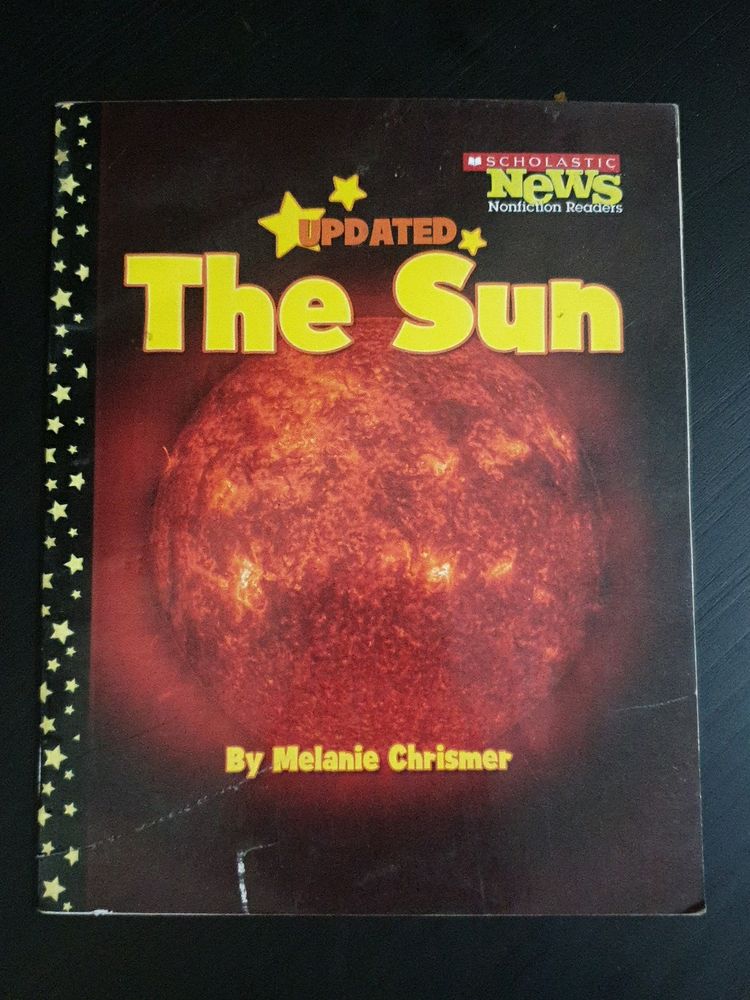 SCHOLASTIC
News
Nonfiction Readers
UPDATED
The Sun
By Melanie Chrismer